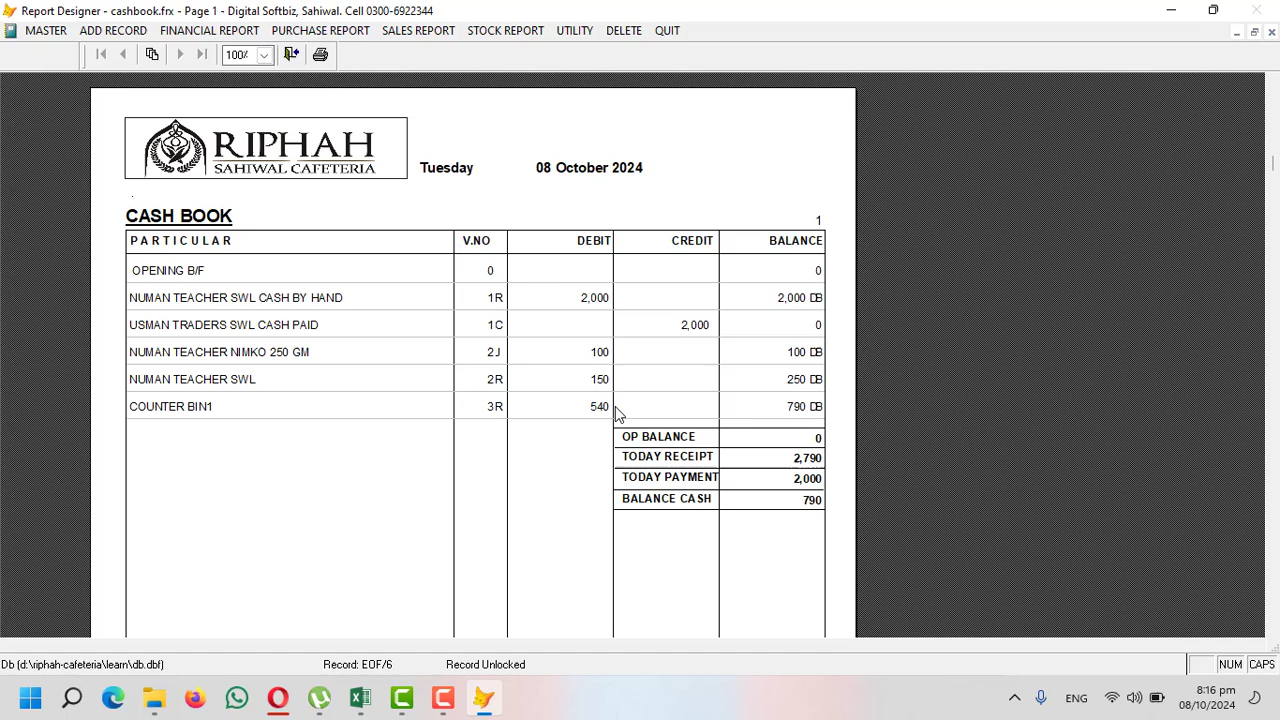 Report Designer - cashbook.frx - Page 1 - Digital Softbiz, Sahiwal. Cell 0300-6922344
MASTER ADD RECORD FINANCIAL REPORT PURCHASE REPORT SALES REPORT STOCK REPORT UTILITY DELETE QUIT
100%
RIPHAH
SAHIWAL CAFETERIA
Tuesday 08 October 2024
CASH BOOK
1
PARTICULAR V.NO DEBIT CREDIT BALANCE
OPENING B/F 0 0
NUMAN TEACHER SWL CASH BY HAND 1R 2,000 2,000 DB
USMAN TRADERS SWL CASH PAID 1C 2,000 0
NUMAN TEACHER NIMKO 250 GM 2J 100 100 DB
NUMAN TEACHER SWL 2R 150 250 DB
COUNTER BIN1 3R 540 790 DB
OP BALANCE 0
TODAY RECEIPT 2,790
TODAY PAYMENT 2,000
BALANCE CASH 790
Db (d:\riphah-cafeteria\learn\db.dbf) Record: EOF/6 Record Unlocked NUM CAPS
ENG 8:16 pm
08/10/2024